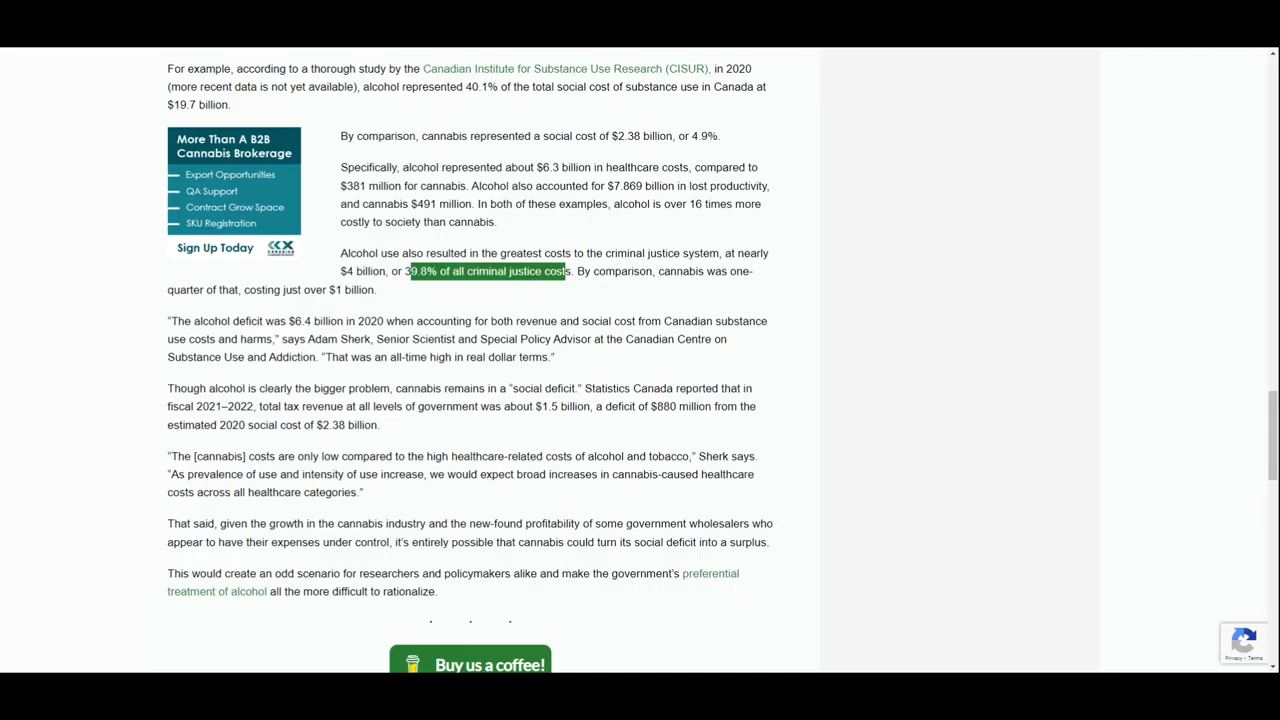 For example, according to a thorough study by the Canadian Institute for Substance Use Research (CISUR), in 2020
(more recent data is not yet available), alcohol represented 40.1% of the total social cost of substance use in Canada at
$19.7 billion.
More Than A B2B
Cannabis Brokerage
Export Opportunities
QA Support
Contract Grow Space
SKU Registration
Sign Up Today
By comparison, cannabis represented a social cost of $2.38 billion, or 4.9%.
Specifically, alcohol represented about $6.3 billion in healthcare costs, compared to
$381 million for cannabis. Alcohol also accounted for $7.869 billion in lost productivity,
and cannabis $491 million. In both of these examples, alcohol is over 16 times more
costly to society than cannabis.
Alcohol use also resulted in the greatest costs to the criminal justice system, at nearly
$4 billion, or 39.8% of all criminal justice costs. By comparison, cannabis was one-
quarter of that, costing just over $1 billion.
“The alcohol deficit was $6.4 billion in 2020 when accounting for both revenue and social cost from Canadian substance
use costs and harms,” says Adam Sherk, Senior Scientist and Special Policy Advisor at the Canadian Centre on
Substance Use and Addiction. “That was an all-time high in real dollar terms.”
Though alcohol is clearly the bigger problem, cannabis remains in a “social deficit.” Statistics Canada reported that in
fiscal 2021–2022, total tax revenue at all levels of government was about $1.5 billion, a deficit of $880 million from the
estimated 2020 social cost of $2.38 billion.
“The [cannabis] costs are only low compared to the high healthcare-related costs of alcohol and tobacco,” Sherk says.
“As prevalence of use and intensity of use increase, we would expect broad increases in cannabis-caused healthcare
costs across all healthcare categories.”
That said, given the growth in the cannabis industry and the new-found profitability of some government wholesalers who
appear to have their expenses under control, it’s entirely possible that cannabis could turn its social deficit into a surplus.
This would create an odd scenario for researchers and policymakers alike and make the government’s preferential
treatment of alcohol all the more difficult to rationalize.
. . .
Buy us a coffee!
Privacy - Terms